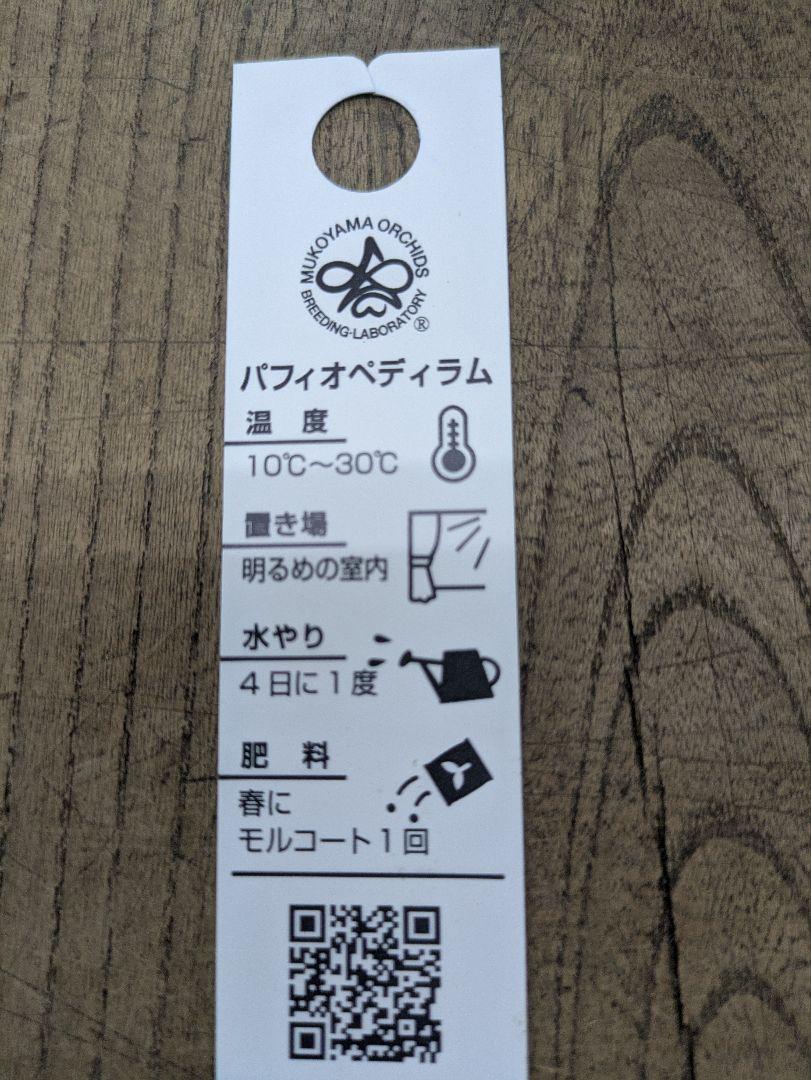 MUKOYAMA ORCHIDS
BREEDING・LABORATORY ®
パフィオペディラム
温 度
10℃〜30℃
置き場
明るめの室内
水やり
4日に1度
肥 料
春に
モルコート1回